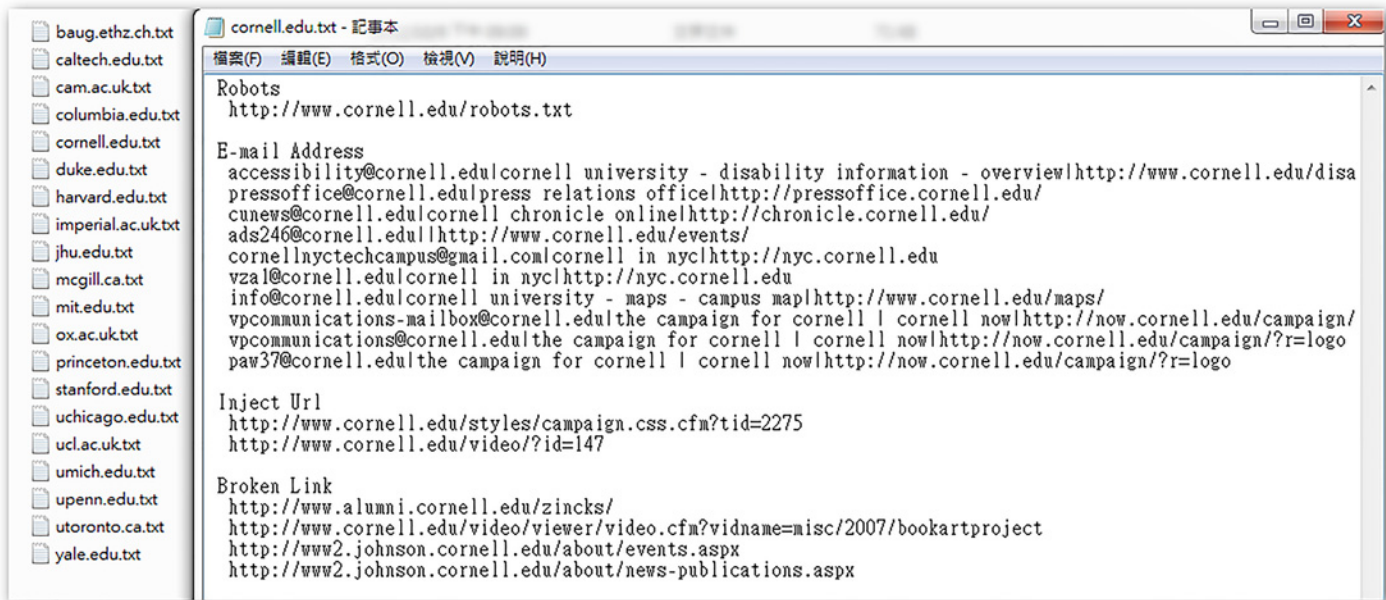 baug.ethz.ch.txt
caltech.edu.txt
cam.ac.uk.txt
columbia.edu.txt
cornell.edu.txt
duke.edu.txt
harvard.edu.txt
imperial.ac.uk.txt
jhu.edu.txt
mcgill.ca.txt
mit.edu.txt
ox.ac.uk.txt
princeton.edu.txt
stanford.edu.txt
uchicago.edu.txt
ucl.ac.uk.txt
umich.edu.txt
upenn.edu.txt
utoronto.ca.txt
yale.edu.txt
cornell.edu.txt - 記事本
檔案(F) 編輯(E) 格式(O) 檢視(V) 說明(H)
Robots
http://www.cornell.edu/robots.txt
E-mail Address
accessibility@cornell.edu|cornell university - disability information - overview|http://www.cornell.edu/disa
pressoffice@cornell.edu|press relations office|http://pressoffice.cornell.edu/
cunews@cornell.edu|cornell chronicle online|http://chronicle.cornell.edu/
ads246@cornell.edu||http://www.cornell.edu/events/
cornellnyctechcampus@gmail.com|cornell in nyc|http://nyc.cornell.edu
vza1@cornell.edu|cornell in nyc|http://nyc.cornell.edu
info@cornell.edu|cornell university - maps - campus map|http://www.cornell.edu/maps/
vpcommunications-mailbox@cornell.edu|the campaign for cornell | cornell now|http://now.cornell.edu/campaign/
vpcommunications@cornell.edu|the campaign for cornell | cornell now|http://now.cornell.edu/campaign/?r=logo
paw37@cornell.edu|the campaign for cornell | cornell now|http://now.cornell.edu/campaign/?r=logo
Inject Url
http://www.cornell.edu/styles/campaign.css.cfm?tid=2275
http://www.cornell.edu/video/?id=147
Broken Link
http://www.alumni.cornell.edu/zincks/
http://www.cornell.edu/video/viewer/video.cfm?vidname=misc/2007/bookartproject
http://www2.johnson.cornell.edu/about/events.aspx
http://www2.johnson.cornell.edu/about/news-publications.aspx